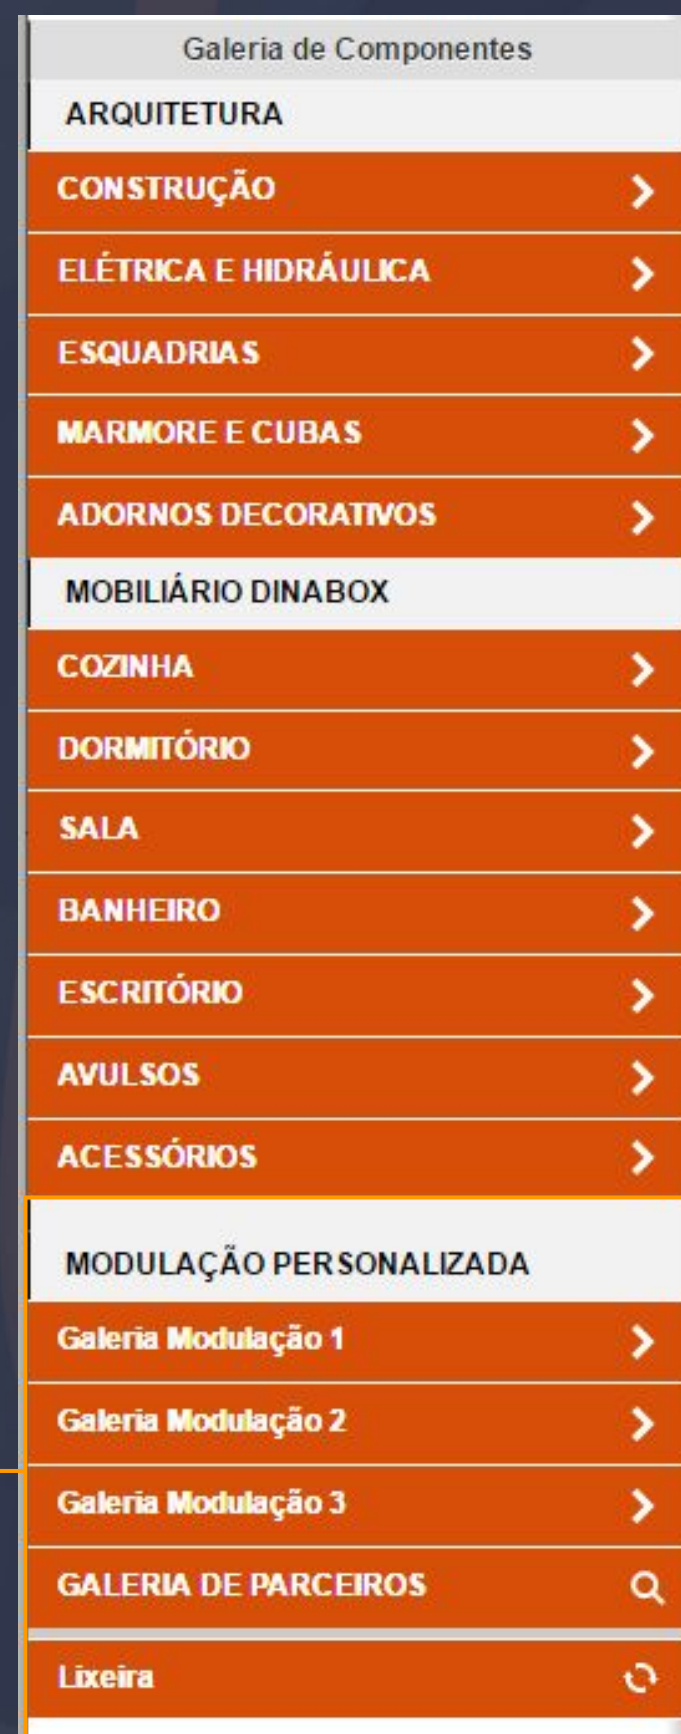 Galeria de Componentes
ARQUITETURA
CONSTRUÇÃO
ELÉTRICA E HIDRÁULICA
ESQUADRIAS
MARMORE E CUBAS
ADORNOS DECORATIVOS
MOBILIÁRIO DINABOX
COZINHA
DORMITÓRIO
SALA
BANHEIRO
ESCRITÓRIO
AVULSOS
ACESSÓRIOS
MODULAÇÃO PERSONALIZADA
Galeria Modulação 1
Galeria Modulação 2
Galeria Modulação 3
GALERIA DE PARCEIROS
Lixeira